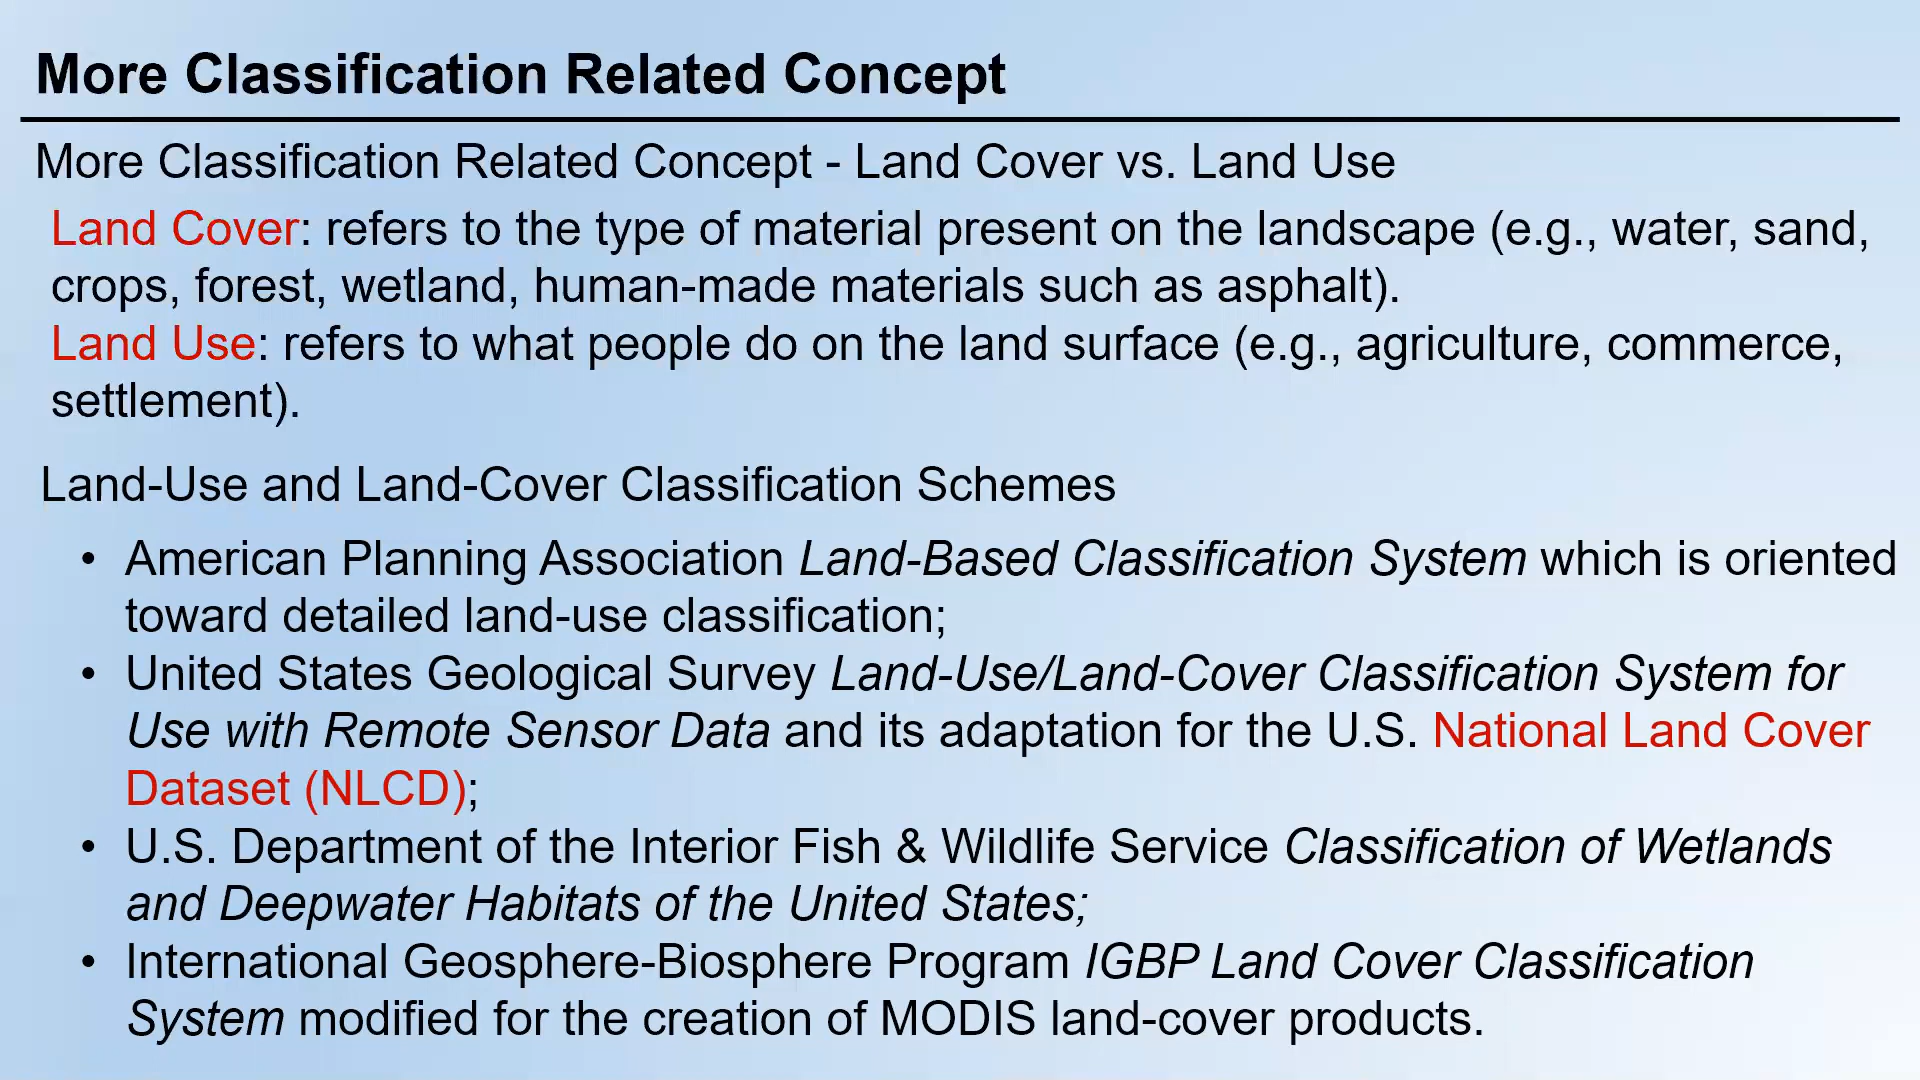 More Classification Related Concept
More Classification Related Concept - Land Cover vs. Land Use
Land Cover: refers to the type of material present on the landscape (e.g., water, sand,
crops, forest, wetland, human-made materials such as asphalt).
Land Use: refers to what people do on the land surface (e.g., agriculture, commerce,
settlement).
Land-Use and Land-Cover Classification Schemes
• American Planning Association Land-Based Classification System which is oriented
toward detailed land-use classification;
• United States Geological Survey Land-Use/Land-Cover Classification System for
Use with Remote Sensor Data and its adaptation for the U.S. National Land Cover
Dataset (NLCD);
• U.S. Department of the Interior Fish & Wildlife Service Classification of Wetlands
and Deepwater Habitats of the United States;
• International Geosphere-Biosphere Program IGBP Land Cover Classification
System modified for the creation of MODIS land-cover products.